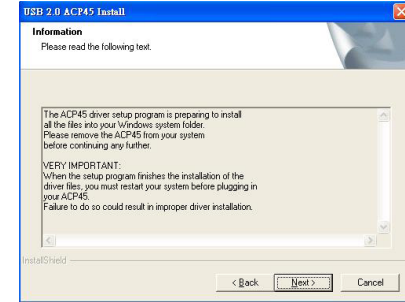 USB 2.0 ACP45 Install
Information
Please read the following text.
The ACP45 driver setup program is preparing to install
all the files into your Windows system folder.
Please remove the ACP45 from your system
before continuing any further.
VERY IMPORTANT:
When the setup program finishes the installation of the
driver files, you must restart your system before plugging in
your ACP45.
Failure to do so could result in improper driver installation.
InstallShield
< Back Next > Cancel